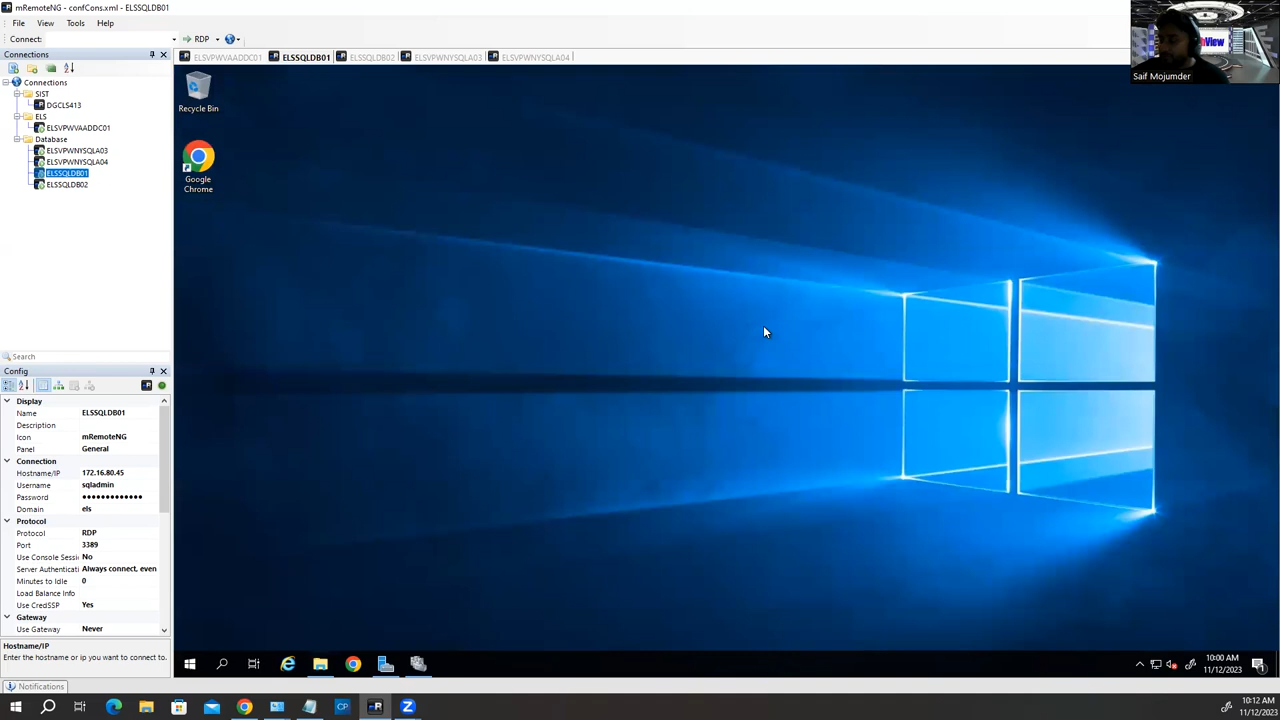 mRemoteNG - confCons.xml - ELSSQLDB01
File View Tools Help
Connect: RDP
Connections
ELSVPWVAADDC01 ELSSQLDB01 ELSSQLDB02 ELSVPWNYSQLA03 ELSVPWNYSQLA04
Connections
SIST
DGCLS413
ELS
ELSVPWVAADDC01
Database
ELSVPWNYSQLA03
ELSVPWNYSQLA04
ELSSQLDB01
ELSSQLDB02
Recycle Bin
Google
Chrome
Saif Mojumder
Search
Config
Display
Name ELSSQLDB01
Description
Icon mRemoteNG
Panel General
Connection
Hostname/IP 172.16.80.45
Username sqladmin
Password •••••••••••••
Domain els
Protocol
Protocol RDP
Port 3389
Use Console Sessi No
Server Authenticati Always connect, even
Minutes to Idle 0
Load Balance Info
Use CredSSP Yes
Gateway
Use Gateway Never
Hostname/IP
Enter the hostname or ip you want to connect to.
Notifications
10:00 AM
11/12/2023
10:12 AM
11/12/2023